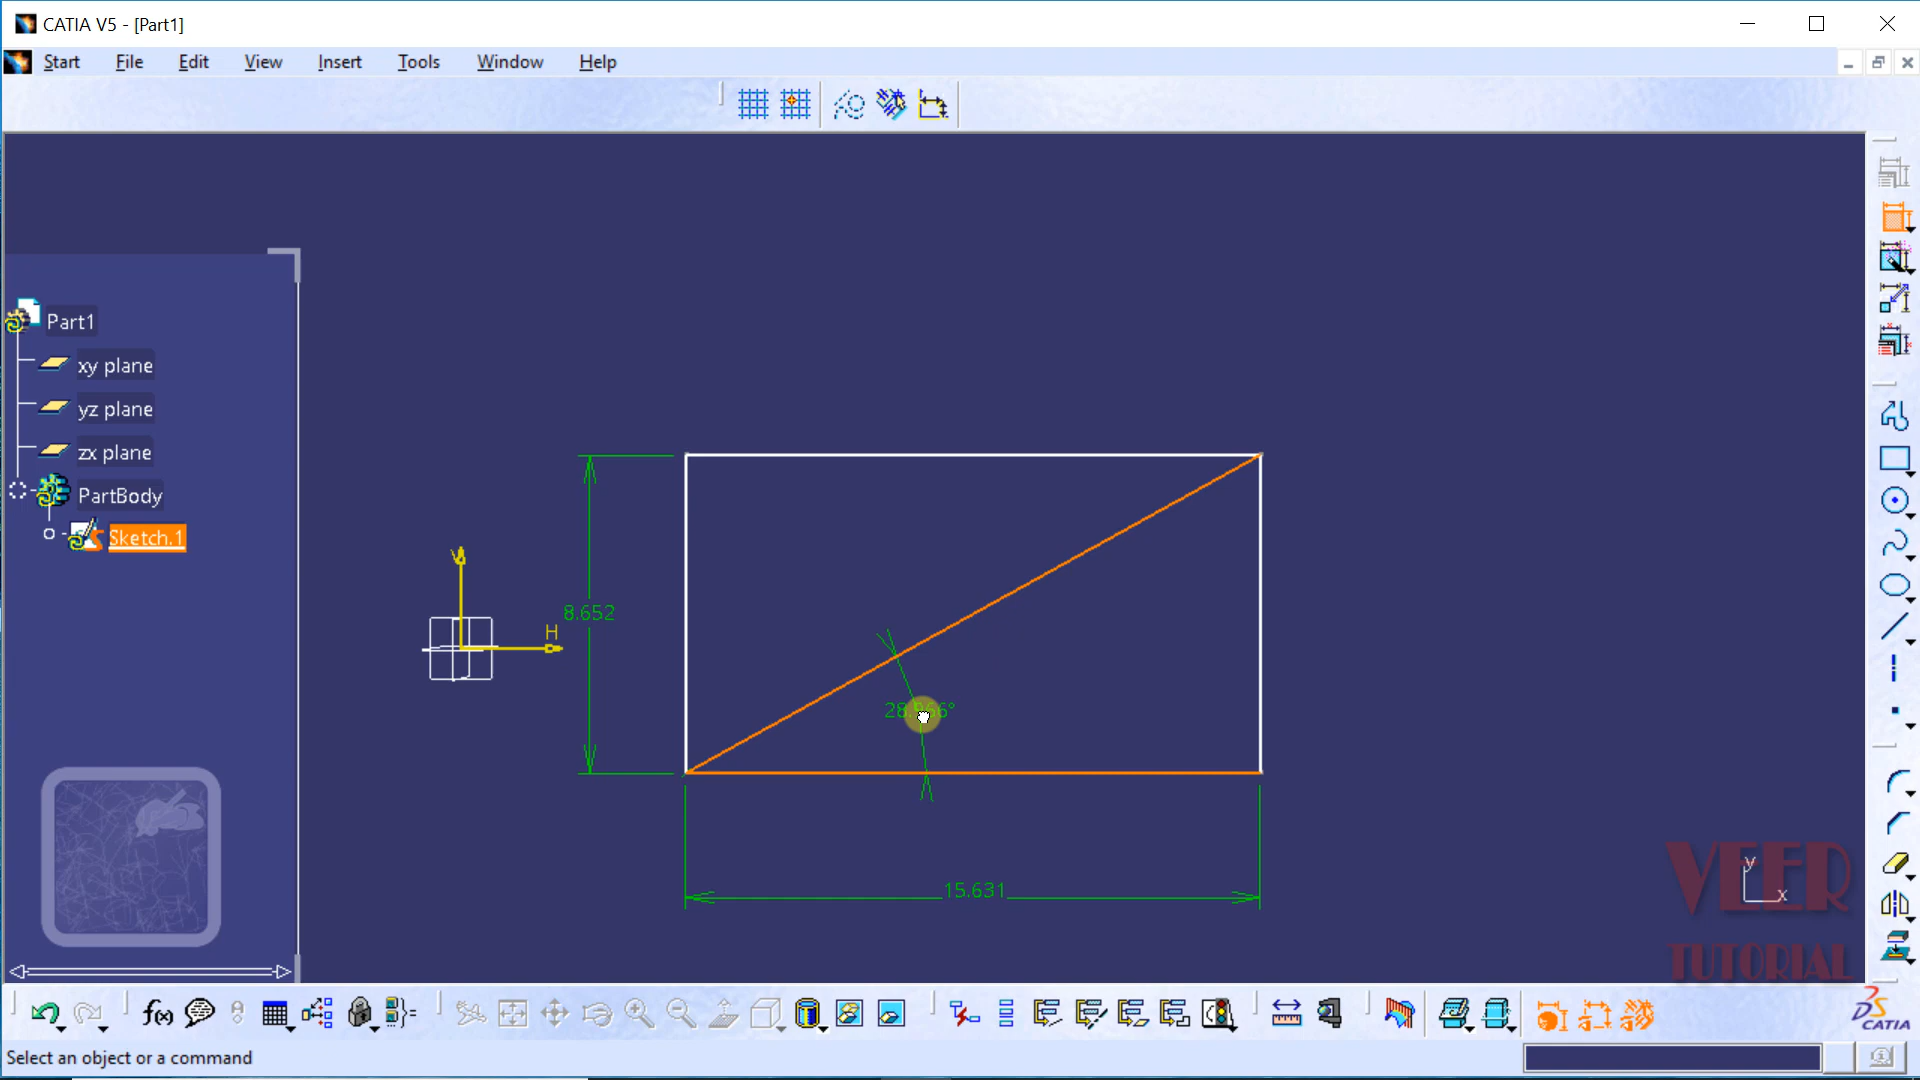 CATIA V5 - [Part1]
Start File Edit View Insert Tools Window Help
Part1
xy plane
yz plane
zx plane
PartBody
Sketch.1
V
H
8.652
15.631
VEER
TUTORIAL
y
x
f(x)
CATIA
Select an object or a command